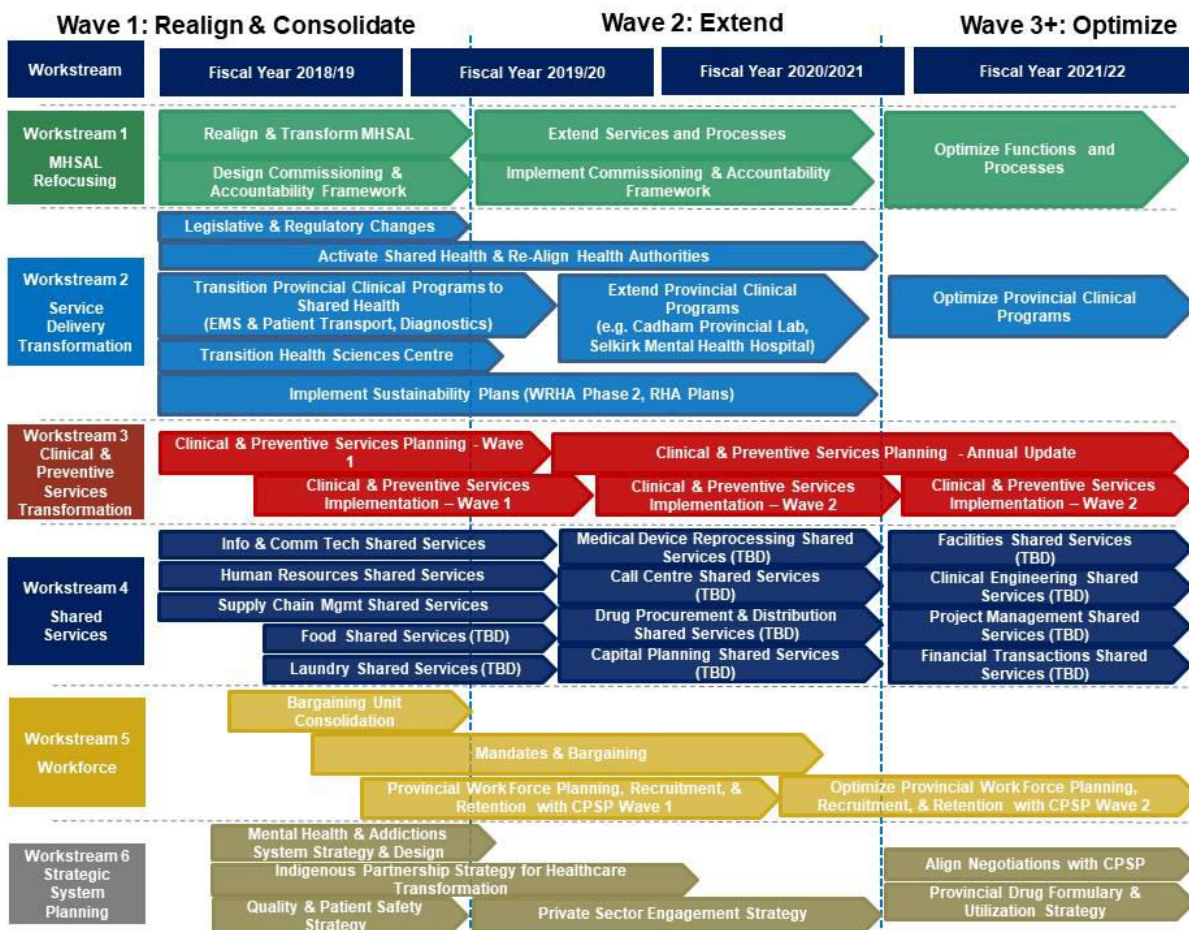 Wave 1: Realign & Consolidate
Wave 2: Extend
Wave 3+: Optimize
Workstream
Fiscal Year 2018/19
Fiscal Year 2019/20
Fiscal Year 2020/2021
Fiscal Year 2021/22
Workstream 1
MHSAL
Refocusing
Realign & Transform MHSAL
Extend Services and Processes
Design Commissioning &
Accountability Framework
Implement Commissioning & Accountability
Framework
Optimize Functions and
Processes
Workstream 2
Service
Delivery
Transformation
Legislative & Regulatory Changes
Activate Shared Health & Re-Align Health Authorities
Transition Provincial Clinical Programs to
Shared Health
(EMS & Patient Transport, Diagnostics)
Extend Provincial Clinical
Programs
(e.g. Cadham Provincial Lab,
Selkirk Mental Health Hospital)
Optimize Provincial Clinical
Programs
Transition Health Sciences Centre
Implement Sustainability Plans (WRHA Phase 2, RHA Plans)
Workstream 3
Clinical &
Preventive
Services
Transformation
Clinical & Preventive Services Planning - Wave
1
Clinical & Preventive Services Planning - Annual Update
Clinical & Preventive Services
Implementation – Wave 1
Clinical & Preventive Services
Implementation – Wave 2
Clinical & Preventive Services
Implementation – Wave 2
Workstream 4
Shared
Services
Info & Comm Tech Shared Services
Human Resources Shared Services
Supply Chain Mgmt Shared Services
Food Shared Services (TBD)
Laundry Shared Services (TBD)
Medical Device Reprocessing Shared
Services (TBD)
Call Centre Shared Services
(TBD)
Drug Procurement & Distribution
Shared Services (TBD)
Capital Planning Shared Services
(TBD)
Facilities Shared Services
(TBD)
Clinical Engineering Shared
Services (TBD)
Project Management Shared
Services (TBD)
Financial Transactions Shared
Services (TBD)
Workstream 5
Workforce
Bargaining Unit
Consolidation
Mandates & Bargaining
Provincial Work Force Planning, Recruitment, &
Retention with CPSP Wave 1
Optimize Provincial Work Force Planning,
Recruitment, & Retention with CPSP Wave 2
Workstream 6
Strategic
System
Planning
Mental Health & Addictions
System Strategy & Design
Indigenous Partnership Strategy for Healthcare
Transformation
Quality & Patient Safety
Strategy
Private Sector Engagement Strategy
Align Negotiations with CPSP
Provincial Drug Formulary &
Utilization Strategy